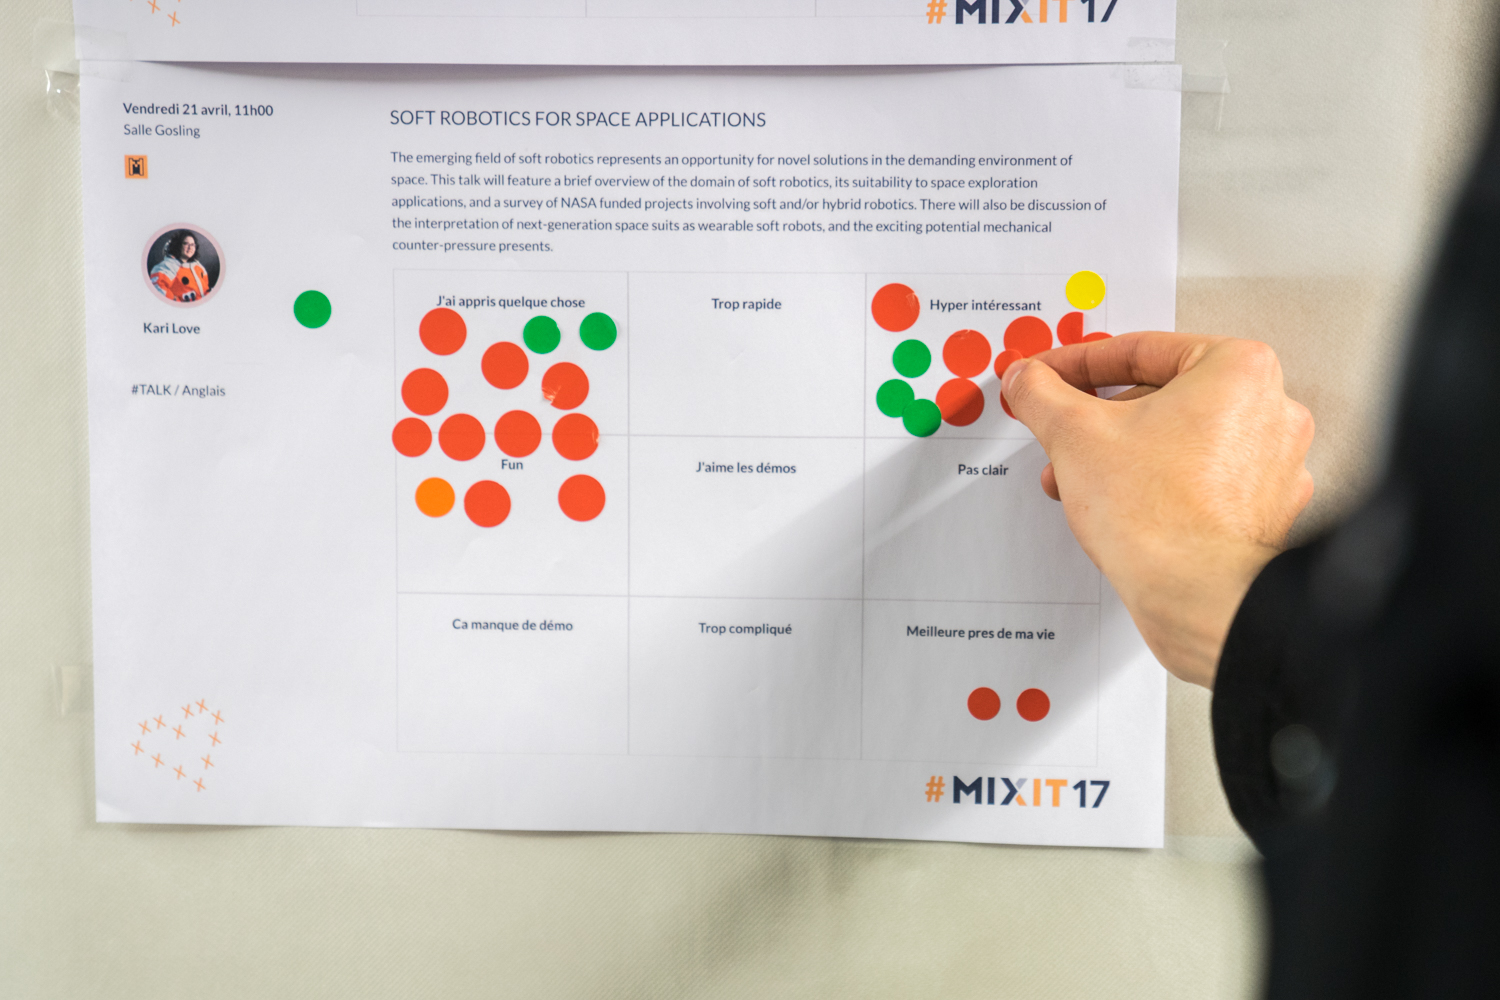 #MIXIT17
Vendredi 21 avril, 11h00
Salle Gosling
M
Kari Love
#TALK / Anglais
SOFT ROBOTICS FOR SPACE APPLICATIONS
The emerging field of soft robotics represents an opportunity for novel solutions in the demanding environment of
space. This talk will feature a brief overview of the domain of soft robotics, its suitability to space exploration
applications, and a survey of NASA funded projects involving soft and/or hybrid robotics. There will also be discussion of
the interpretation of next-generation space suits as wearable soft robots, and the exciting potential mechanical
counter-pressure presents.
J'ai appris quelque chose
Trop rapide
Hyper intéressant
Fun
J'aime les démos
Pas clair
Ca manque de démo
Trop compliqué
Meilleure pres de ma vie
#MIXIT17